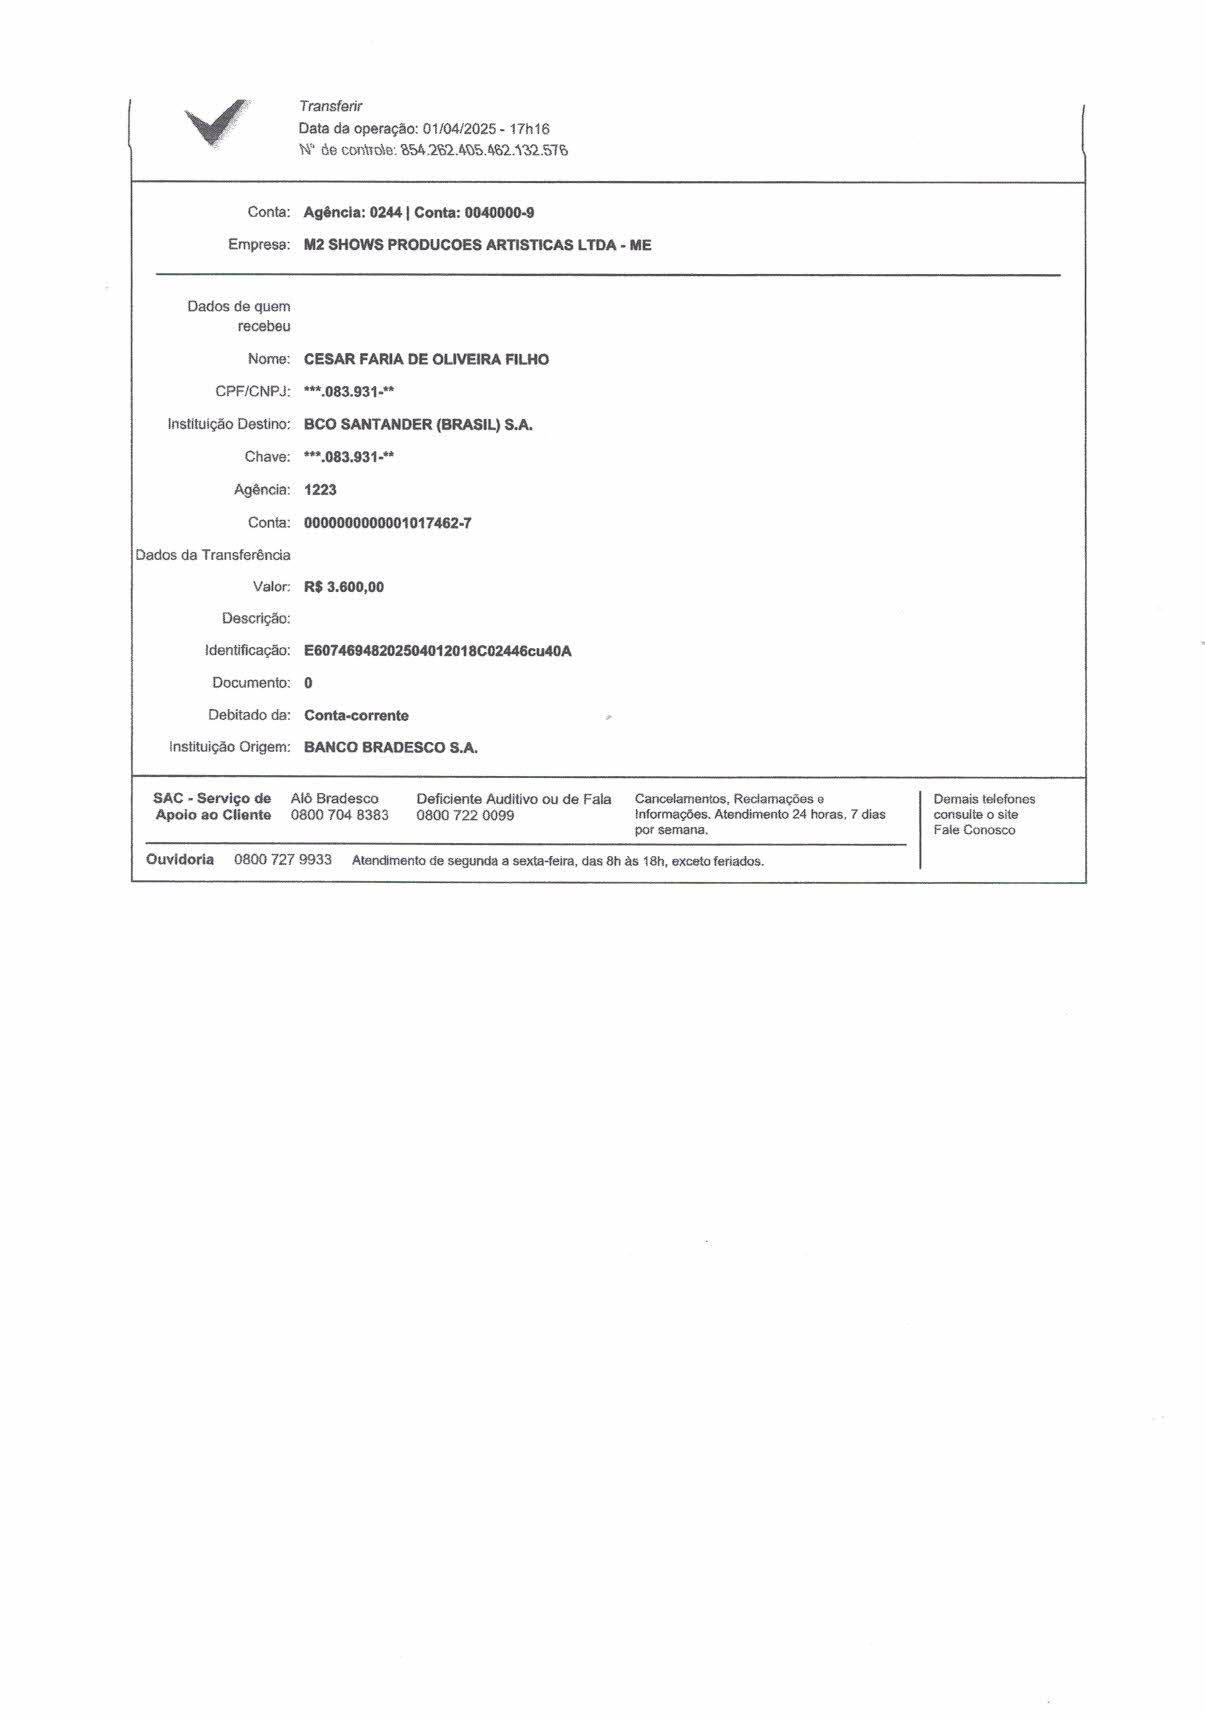 Transferir
Data da operação: 01/04/2025 - 17h16
N° de controle: 854.262.405.462.132.576
Conta: Agência: 0244 | Conta: 0040000-9
Empresa: M2 SHOWS PRODUCOES ARTISTICAS LTDA - ME
Dados de quem
recebeu
Nome: CESAR FARIA DE OLIVEIRA FILHO
CPF/CNPJ: ***.083.931-**
Instituição Destino: BCO SANTANDER (BRASIL) S.A.
Chave: ***.083.931-**
Agência: 1223
Conta: 0000000000001017462-7
Dados da Transferência
Valor: R$ 3.600,00
Descrição:
Identificação: E60746948202504012018C02446cu40A
Documento: 0
Debitado da: Conta-corrente
Instituição Origem: BANCO BRADESCO S.A.
SAC - Serviço de Alô Bradesco Deficiente Auditivo ou de Fala Cancelamentos, Reclamações e Demais telefones
Apoio ao Cliente 0800 704 8383 0800 722 0099 Informações. Atendimento 24 horas, 7 dias consulte o site
por semana. Fale Conosco
Ouvidoria 0800 727 9933 Atendimento de segunda a sexta-feira, das 8h às 18h, exceto feriados.